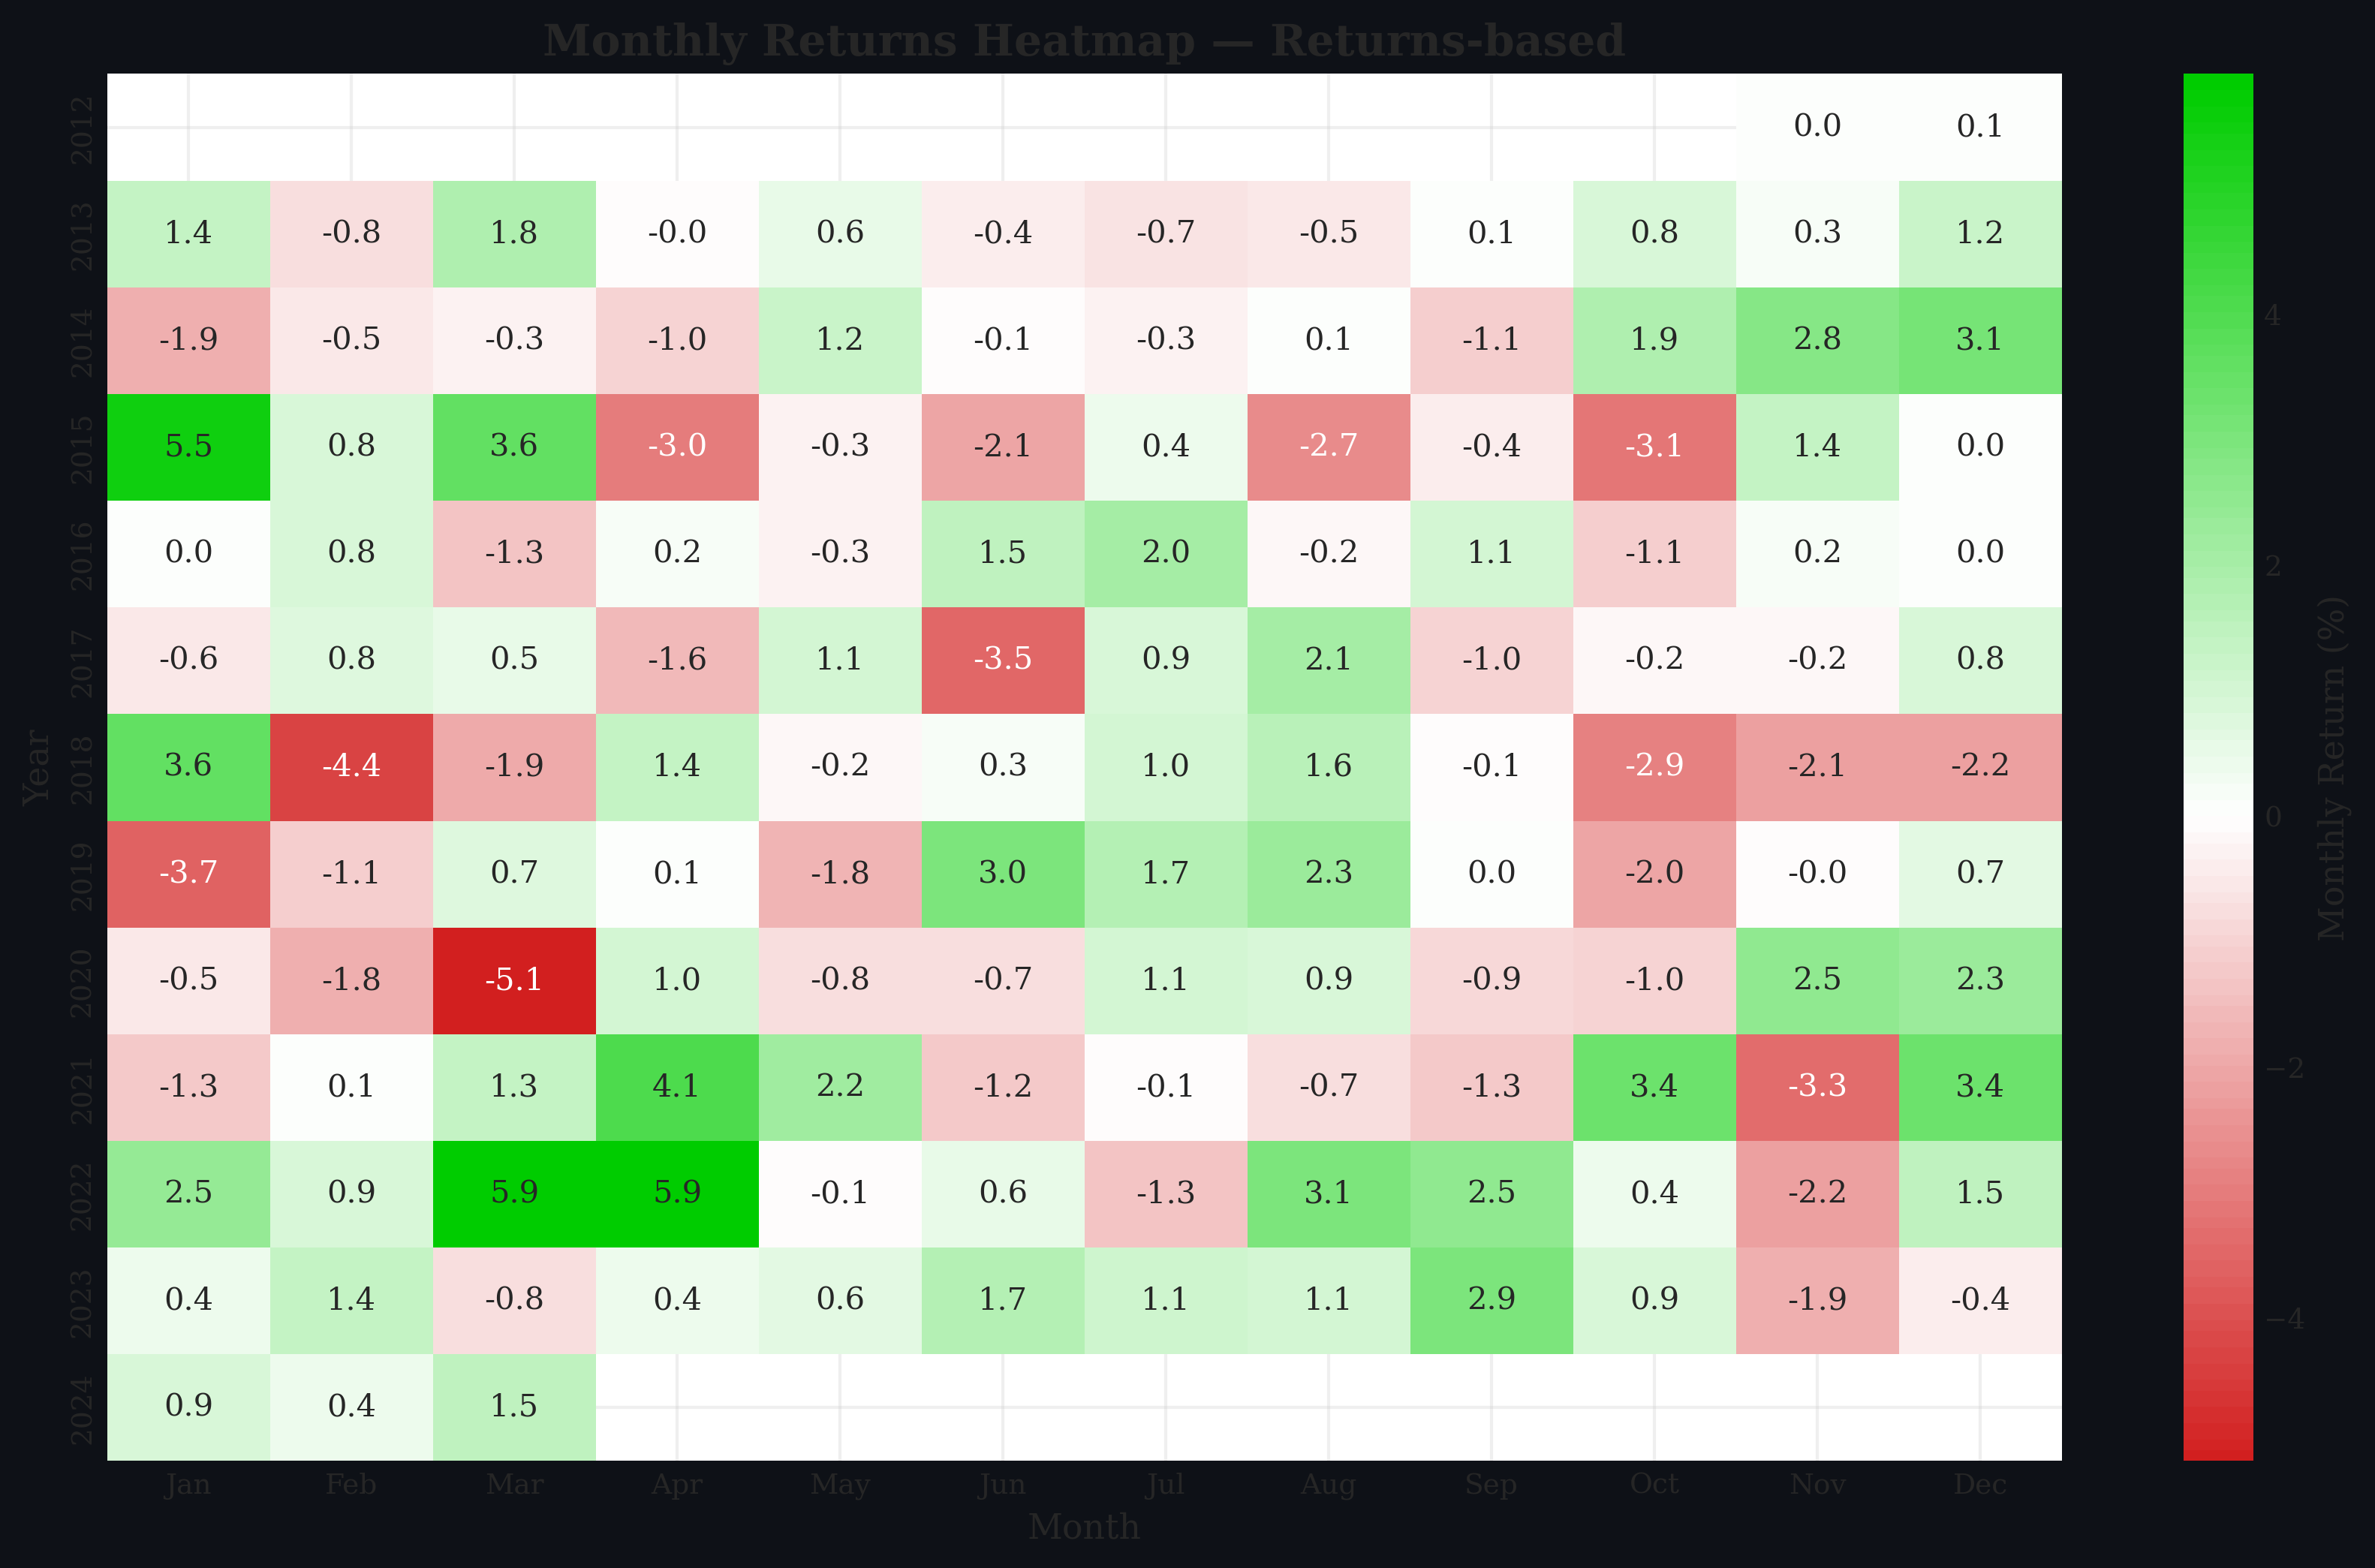 Monthly Returns Heatmap — Returns-based
2012 0.0 0.1
2013 1.4 -0.8 1.8 -0.0 0.6 -0.4 -0.7 -0.5 0.1 0.8 0.3 1.2
2014 -1.9 -0.5 -0.3 -1.0 1.2 -0.1 -0.3 0.1 -1.1 1.9 2.8 3.1
2015 5.5 0.8 3.6 -3.0 -0.3 -2.1 0.4 -2.7 -0.4 -3.1 1.4 0.0
2016 0.0 0.8 -1.3 0.2 -0.3 1.5 2.0 -0.2 1.1 -1.1 0.2 0.0
2017 -0.6 0.8 0.5 -1.6 1.1 -3.5 0.9 2.1 -1.0 -0.2 -0.2 0.8
2018 3.6 -4.4 -1.9 1.4 -0.2 0.3 1.0 1.6 -0.1 -2.9 -2.1 -2.2
2019 -3.7 -1.1 0.7 0.1 -1.8 3.0 1.7 2.3 0.0 -2.0 -0.0 0.7
2020 -0.5 -1.8 -5.1 1.0 -0.8 -0.7 1.1 0.9 -0.9 -1.0 2.5 2.3
2021 -1.3 0.1 1.3 4.1 2.2 -1.2 -0.1 -0.7 -1.3 3.4 -3.3 3.4
2022 2.5 0.9 5.9 5.9 -0.1 0.6 -1.3 3.1 2.5 0.4 -2.2 1.5
2023 0.4 1.4 -0.8 0.4 0.6 1.7 1.1 1.1 2.9 0.9 -1.9 -0.4
2024 0.9 0.4 1.5
Jan Feb Mar Apr May Jun Jul Aug Sep Oct Nov Dec
Month
Year
4
2
0
−2
−4
Monthly Return (%)